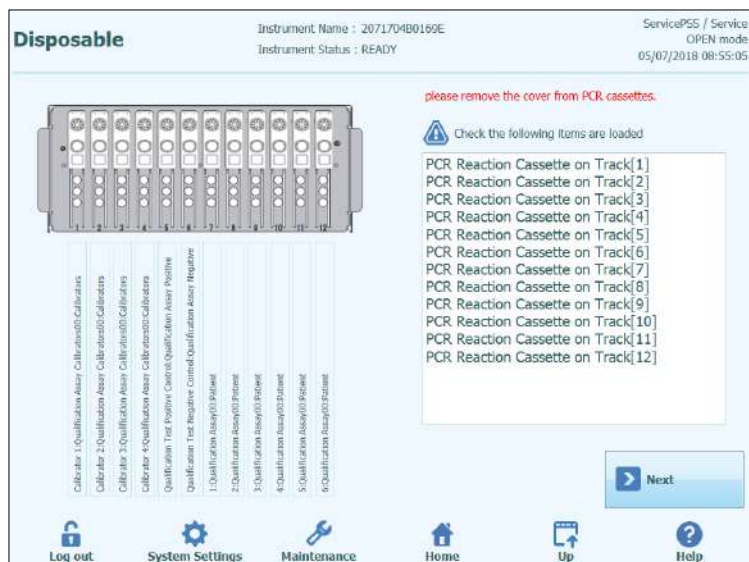 Disposable
Instrument Name : 2071704B0169E
Instrument Status : READY
ServicePSS / Service
OPEN mode
05/07/2018 08:55:05
please remove the cover from PCR cassettes.
Check the following items are loaded
PCR Reaction Cassette on Track[1]
PCR Reaction Cassette on Track[2]
PCR Reaction Cassette on Track[3]
PCR Reaction Cassette on Track[4]
PCR Reaction Cassette on Track[5]
PCR Reaction Cassette on Track[6]
PCR Reaction Cassette on Track[7]
PCR Reaction Cassette on Track[8]
PCR Reaction Cassette on Track[9]
PCR Reaction Cassette on Track[10]
PCR Reaction Cassette on Track[11]
PCR Reaction Cassette on Track[12]
1 2 3 4 5 6 7 8 9 10 11 12
Calibrator 1:Qualification Assay Calibrators00:Calibrators
Calibrator 2:Qualification Assay Calibrators00:Calibrators
Calibrator 3:Qualification Assay Calibrators00:Calibrators
Calibrator 4:Qualification Assay Calibrators00:Calibrators
Qualification Test Positive Control:Qualification Assay Positive
Qualification Test Negative Control:Qualification Assay Negative
1:Qualification Assay00:Patient
2:Qualification Assay00:Patient
3:Qualification Assay00:Patient
4:Qualification Assay00:Patient
5:Qualification Assay00:Patient
6:Qualification Assay00:Patient
Next
Log out
System Settings
Maintenance
Home
Up
Help